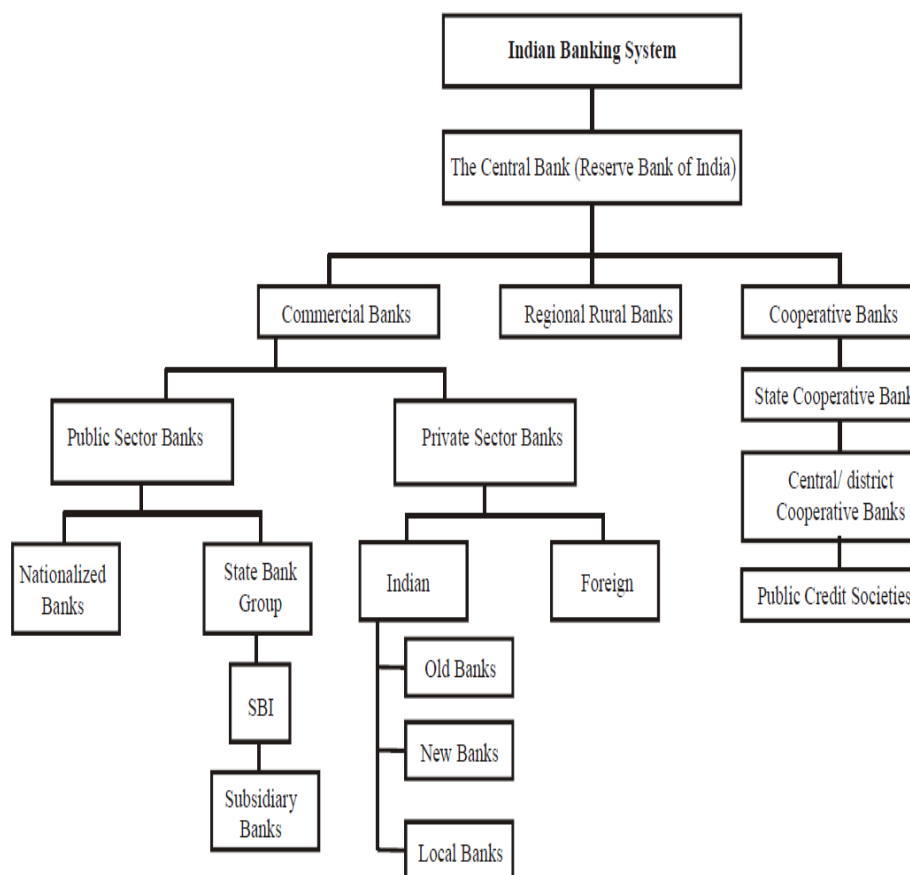 Indian Banking System
The Central Bank (Reserve Bank of India)
Commercial Banks
Regional Rural Banks
Cooperative Banks
State Cooperative Bank
Public Sector Banks
Private Sector Banks
Central/ district
Cooperative Banks
Nationalized
Banks
State Bank
Group
Indian
Foreign
Public Credit Societies
Old Banks
SBI
New Banks
Subsidiary
Banks
Local Banks